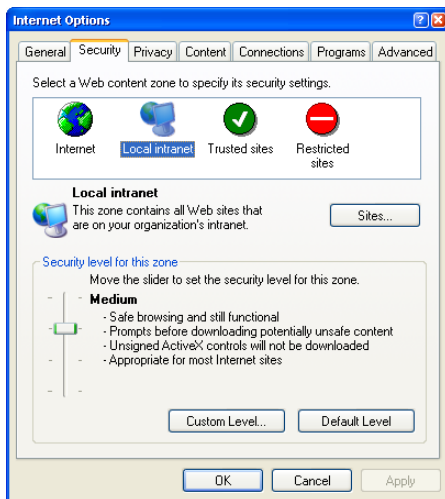 Internet Options
General Security Privacy Content Connections Programs Advanced
Select a Web content zone to specify its security settings.
Internet Local intranet Trusted sites Restricted
sites
Local intranet
This zone contains all Web sites that
are on your organization's intranet.
Sites...
Security level for this zone
Move the slider to set the security level for this zone.
Medium
- Safe browsing and still functional
- Prompts before downloading potentially unsafe content
- Unsigned ActiveX controls will not be downloaded
- Appropriate for most Internet sites
Custom Level... Default Level
OK Cancel Apply